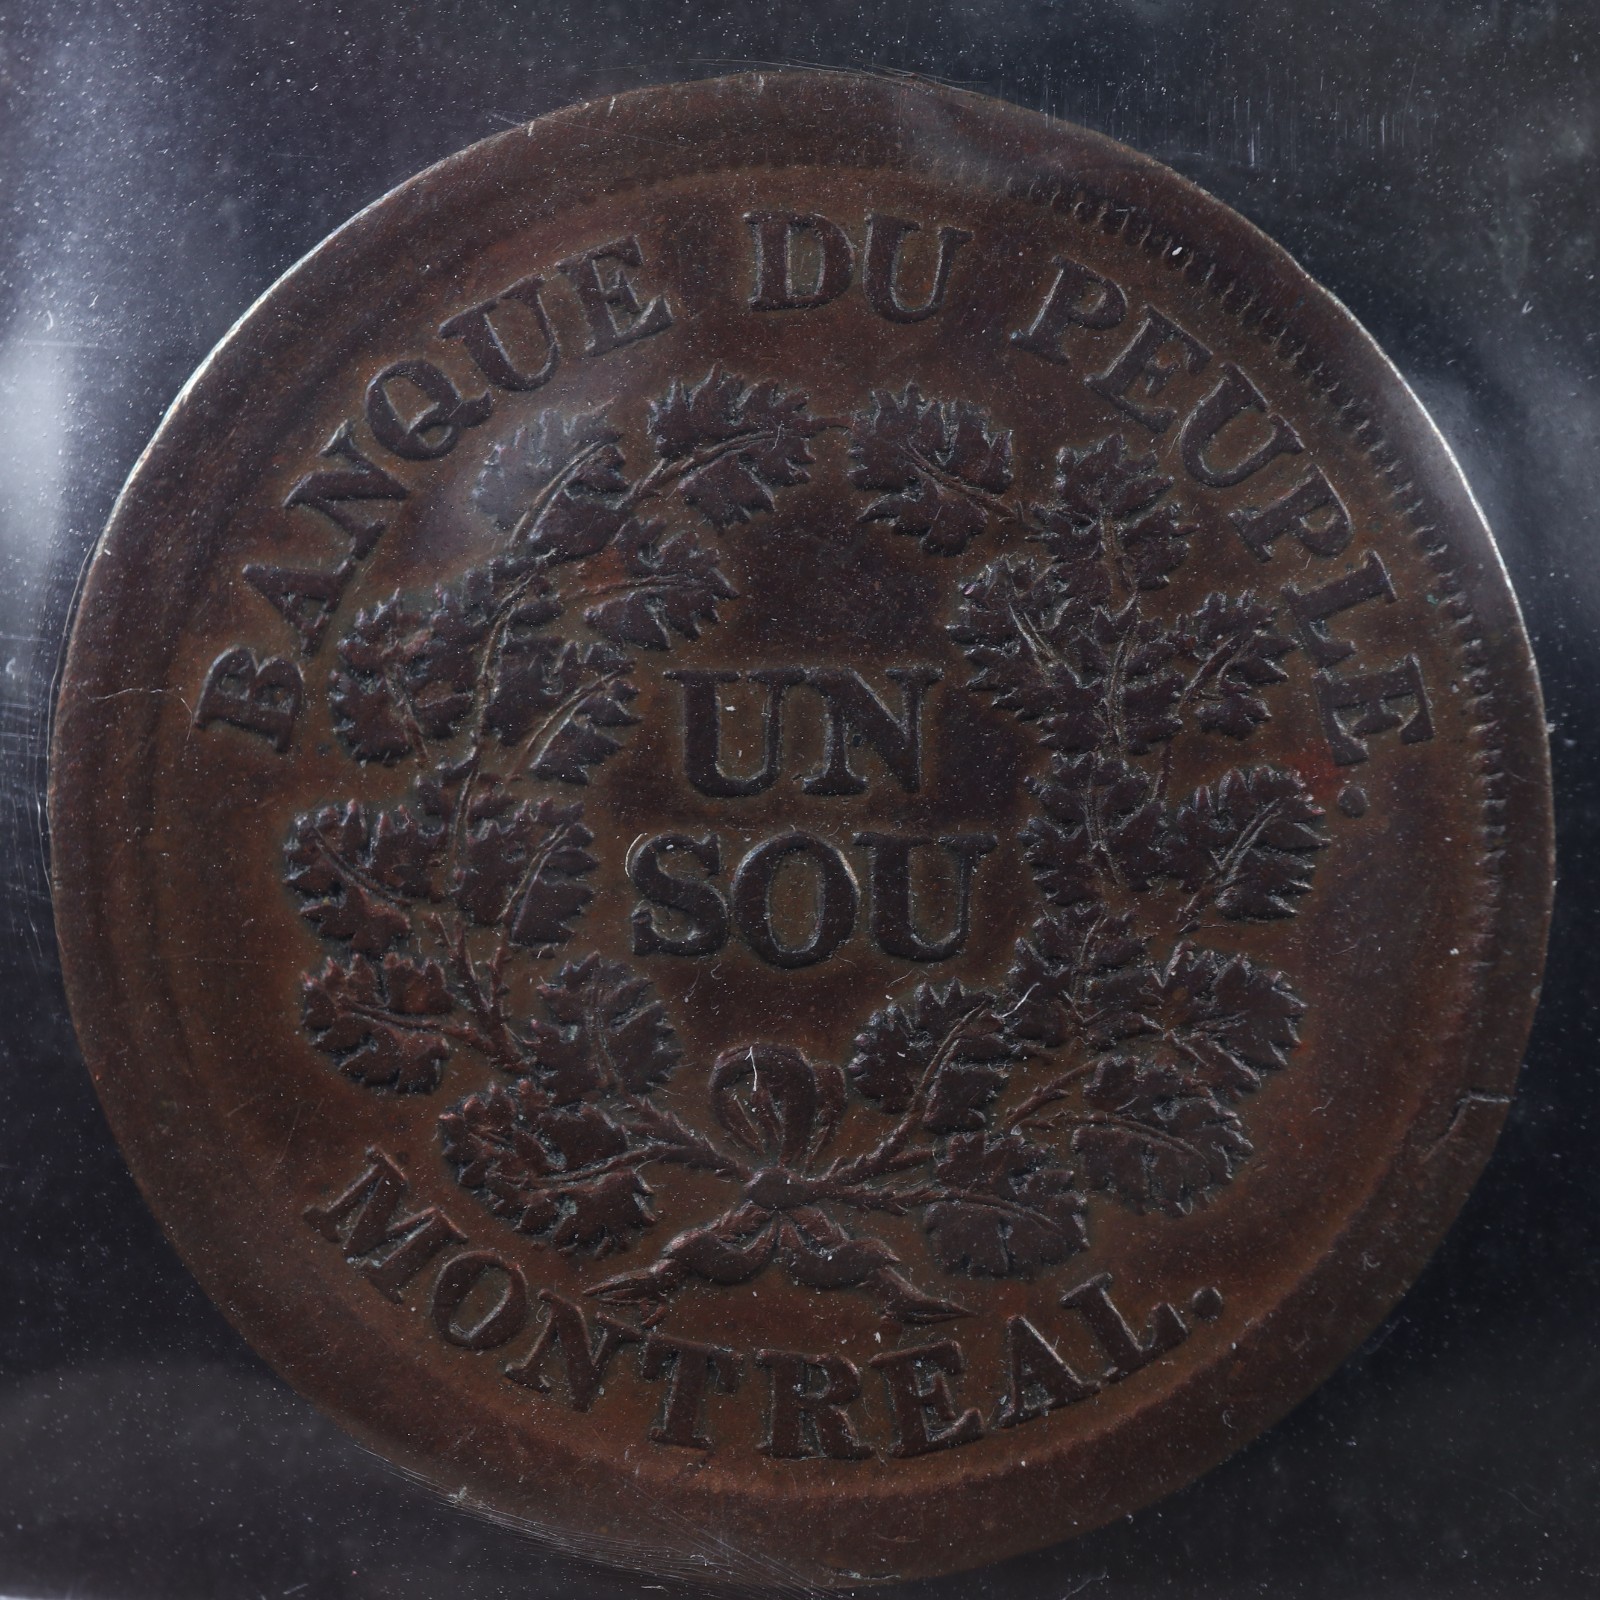 BANQUE DU PEUPLE.
UN
SOU
MONTREAL.